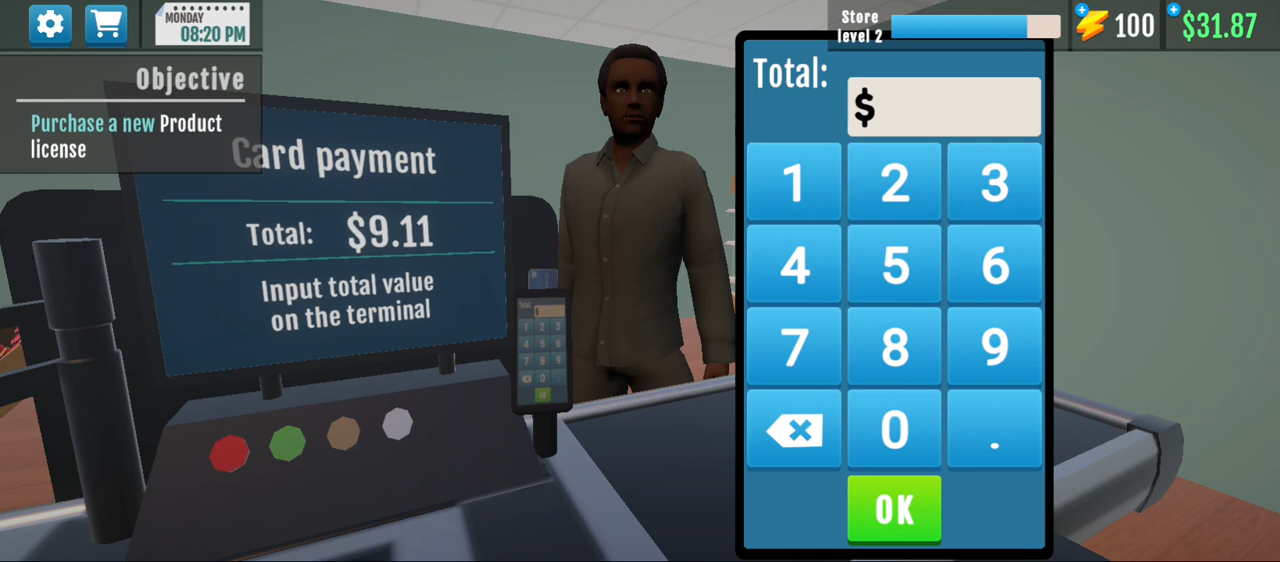 MONDAY
08:20 PM
Store
level 2
100
$31.87
Objective
Purchase a new Product
license
Card payment
Total: $9.11
Input total value
on the terminal
Total:
$
1 2 3
4 5 6
7 8 9
0 .
OK